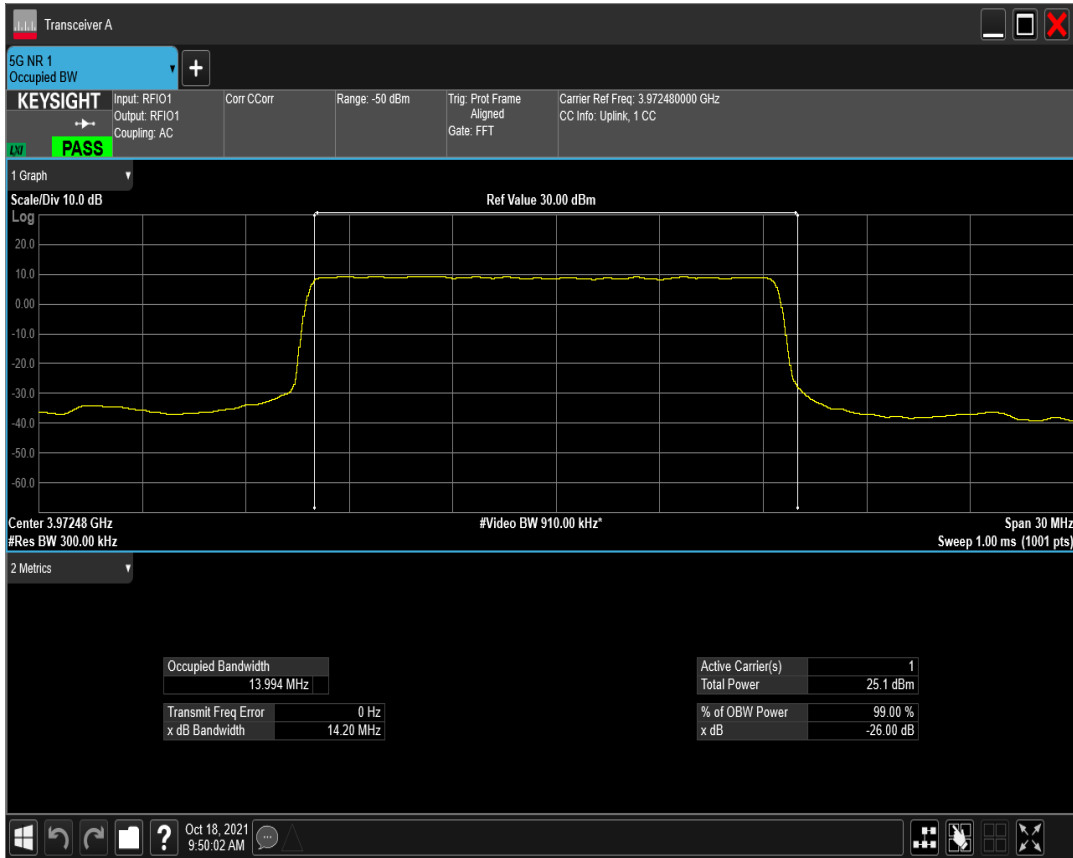 Transceiver A
5G NR 1
Occupied BW
+
KEYSIGHT
LXI
PASS
Input: RFIO1
Output: RFIO1
Coupling: AC
Corr CCorr
Range: -50 dBm
Trig: Prot Frame
Aligned
Gate: FFT
Carrier Ref Freq: 3.972480000 GHz
CC Info: Uplink, 1 CC
1 Graph
Scale/Div 10.0 dB
Ref Value 30.00 dBm
Log
20.0
10.0
0.00
-10.0
-20.0
-30.0
-40.0
-50.0
-60.0
Center 3.97248 GHz
#Video BW 910.00 kHz*
Span 30 MHz
#Res BW 300.00 kHz
Sweep 1.00 ms (1001 pts)
2 Metrics
Occupied Bandwidth
13.994 MHz
Transmit Freq Error 0 Hz
x dB Bandwidth 14.20 MHz
Active Carrier(s) 1
Total Power 25.1 dBm
% of OBW Power 99.00 %
x dB -26.00 dB
?
Oct 18, 2021
9:50:02 AM